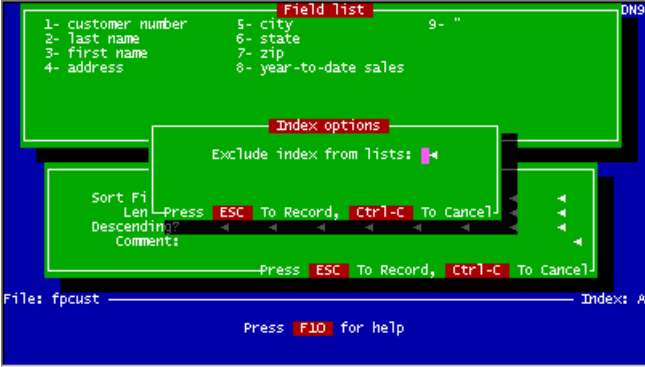 Field list
DN9
1- customer number 5- city 9- "
2- last name 6- state
3- first name 7- zip
4- address 8- year-to-date sales
Index options
Exclude index from lists:
Sort Fi
Len
Press ESC To Record, Ctrl-C To Cancel
Descending?
Comment:
Press ESC To Record, Ctrl-C To Cancel
File: fpcust Index: A
Press F10 for help